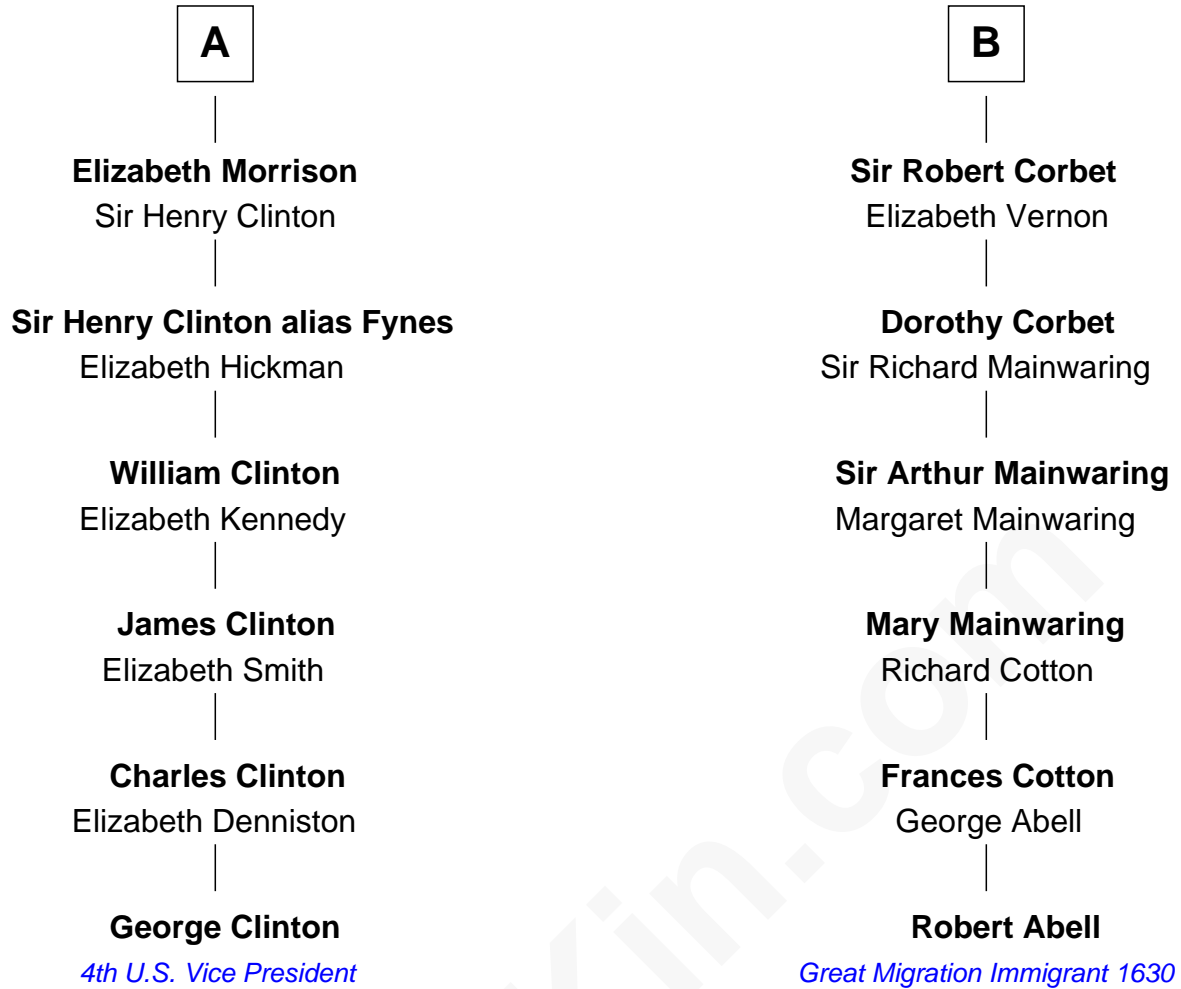 A
Elizabeth Morrison
Sir Henry Clinton
Sir Henry Clinton alias Fynes
Elizabeth Hickman
William Clinton
Elizabeth Kennedy
James Clinton
Elizabeth Smith
Charles Clinton
Elizabeth Denniston
George Clinton
4th U.S. Vice President
B
Sir Robert Corbet
Elizabeth Vernon
Dorothy Corbet
Sir Richard Mainwaring
Sir Arthur Mainwaring
Margaret Mainwaring
Mary Mainwaring
Richard Cotton
Frances Cotton
George Abell
Robert Abell
Great Migration Immigrant 1630